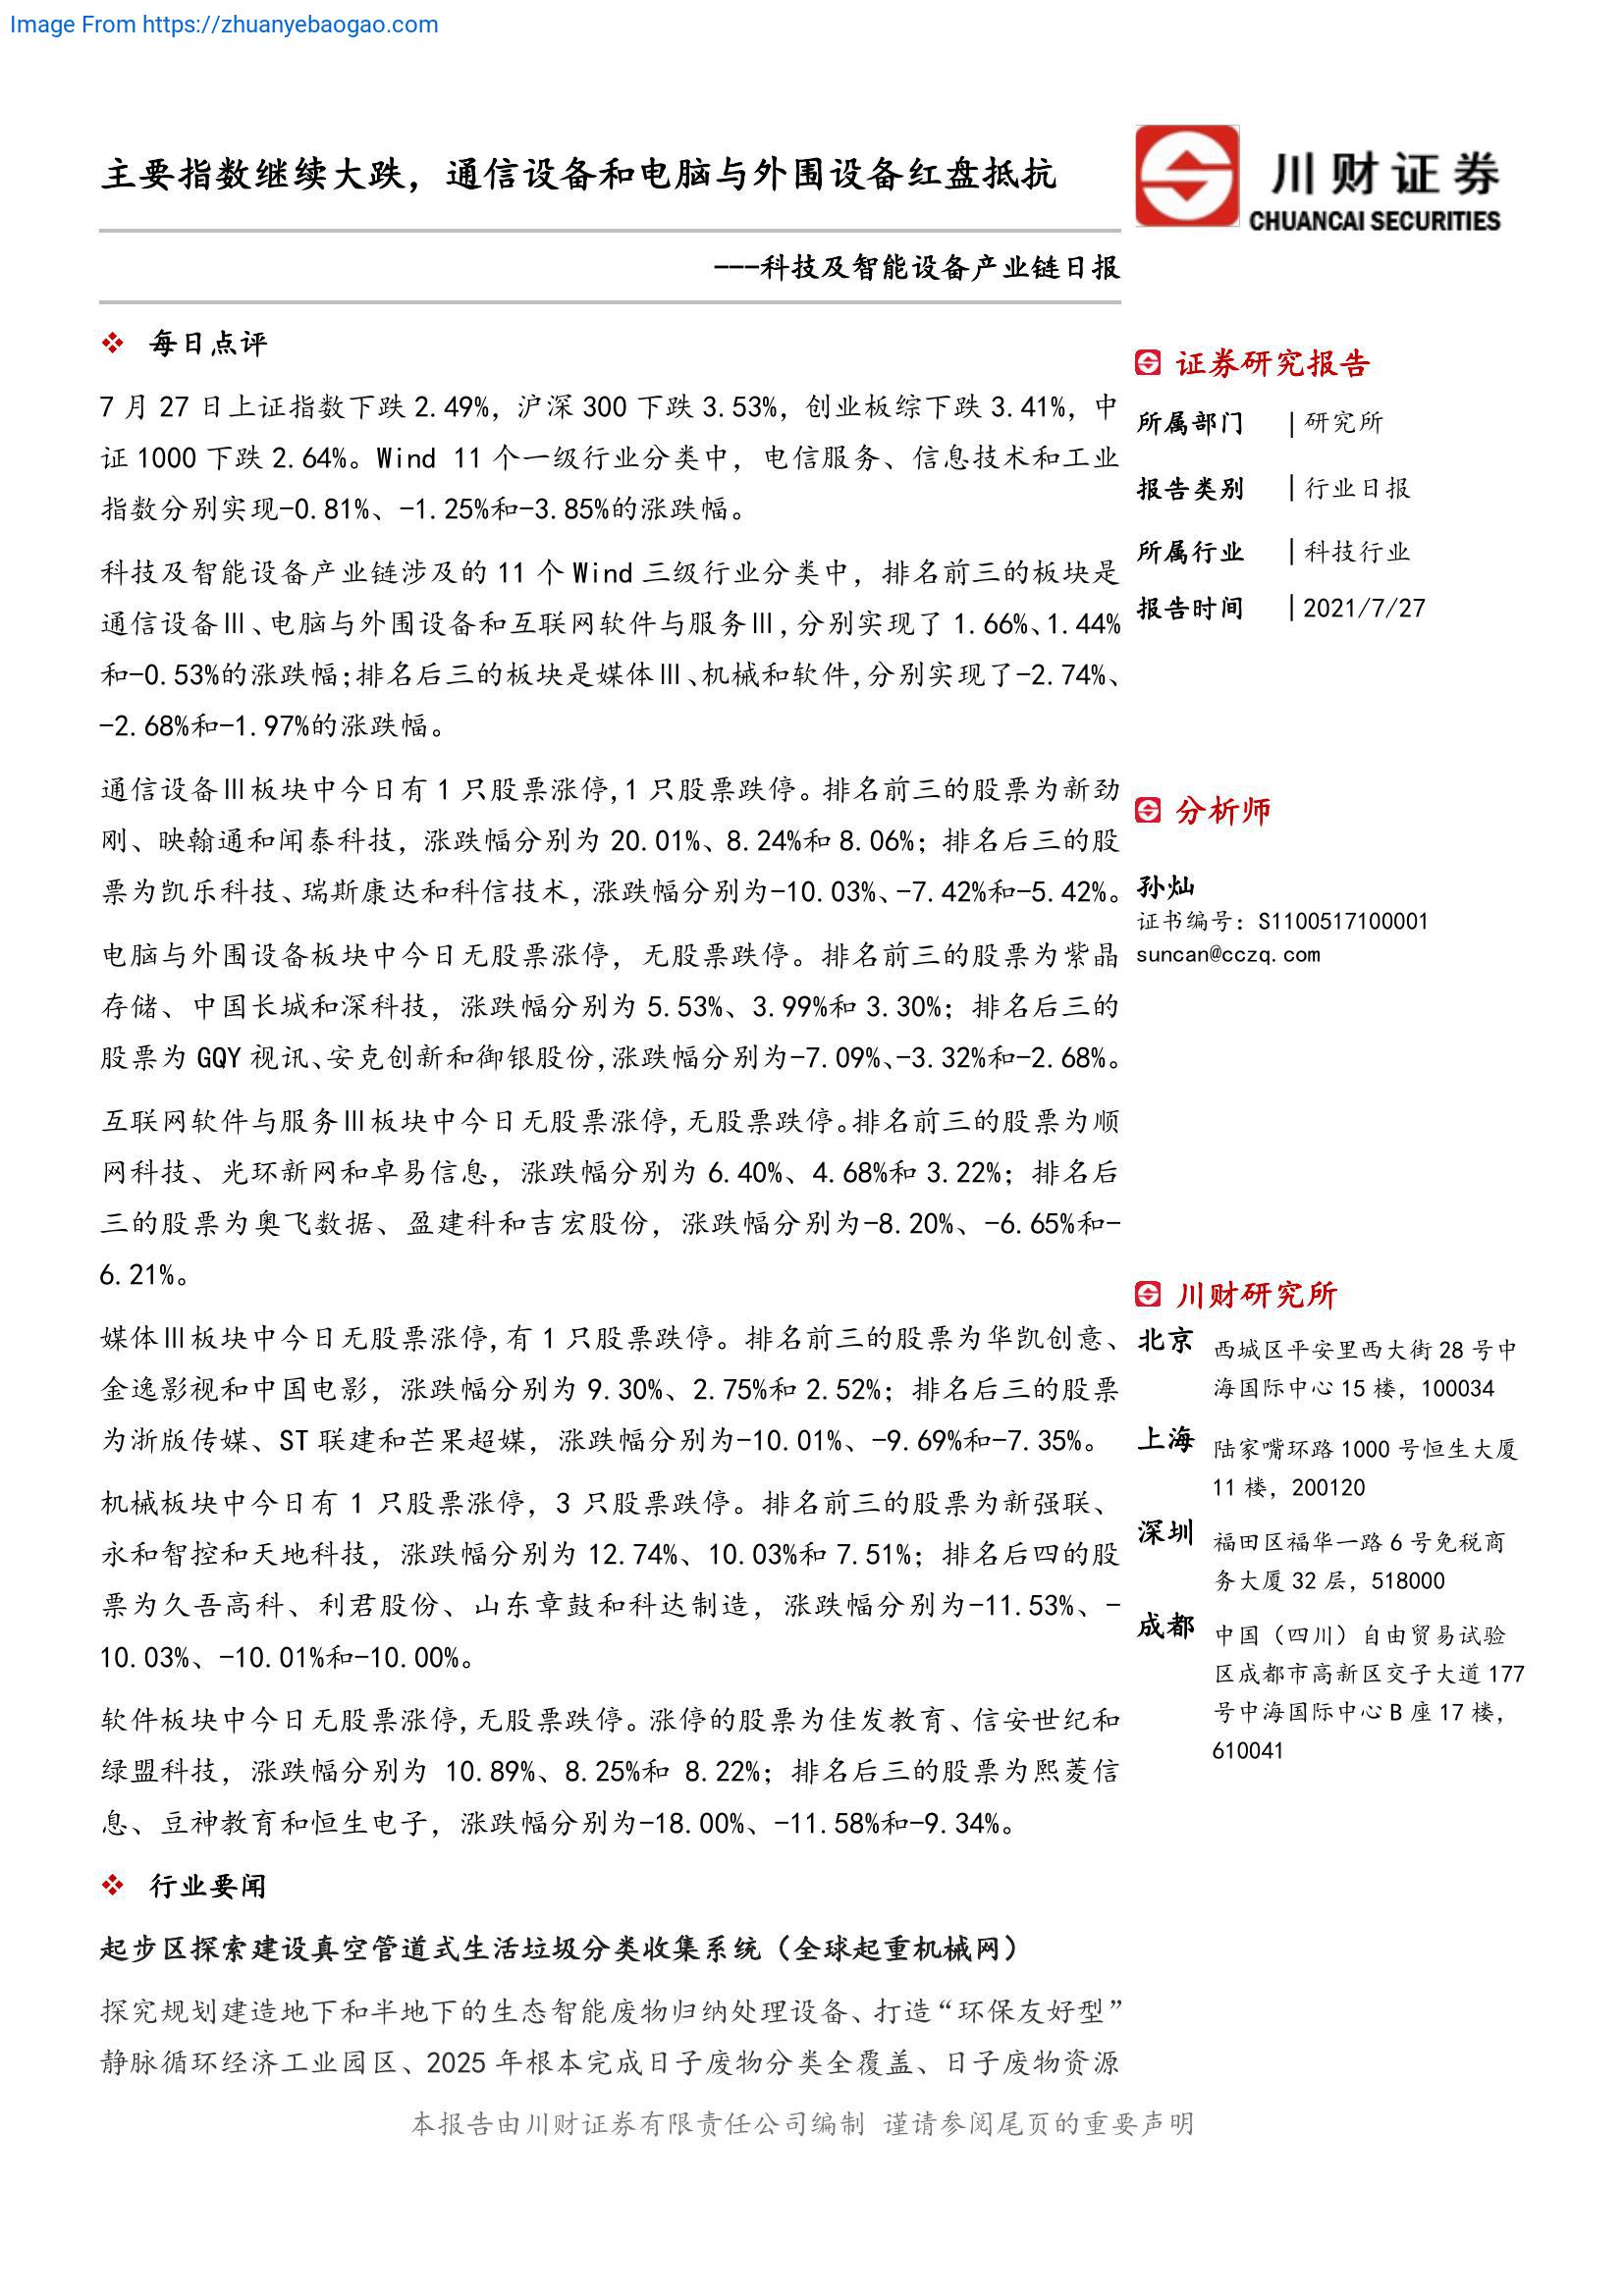 Image From https://zhuanyebaogao.com
主要指数继续大跌，通信设备和电脑与外围设备红盘抵抗
川财证券
CHUANCAI SECURITIES
---科技及智能设备产业链日报
❖ 每日点评
7 月 27 日上证指数下跌 2.49%，沪深 300 下跌 3.53%，创业板综下跌 3.41%，中
证 1000 下跌 2.64%。Wind 11 个一级行业分类中，电信服务、信息技术和工业
指数分别实现-0.81%、-1.25%和-3.85%的涨跌幅。
科技及智能设备产业链涉及的 11 个 Wind 三级行业分类中，排名前三的板块是
通信设备Ⅲ、电脑与外围设备和互联网软件与服务Ⅲ，分别实现了 1.66%、1.44%
和-0.53%的涨跌幅；排名后三的板块是媒体Ⅲ、机械和软件，分别实现了-2.74%、
-2.68%和-1.97%的涨跌幅。
通信设备Ⅲ板块中今日有 1 只股票涨停，1 只股票跌停。排名前三的股票为新劲
刚、映翰通和闻泰科技，涨跌幅分别为 20.01%、8.24%和 8.06%；排名后三的股
票为凯乐科技、瑞斯康达和科信技术，涨跌幅分别为-10.03%、-7.42%和-5.42%。
电脑与外围设备板块中今日无股票涨停，无股票跌停。排名前三的股票为紫晶
存储、中国长城和深科技，涨跌幅分别为 5.53%、3.99%和 3.30%；排名后三的
股票为 GQY 视讯、安克创新和御银股份，涨跌幅分别为-7.09%、-3.32%和-2.68%。
互联网软件与服务Ⅲ板块中今日无股票涨停，无股票跌停。排名前三的股票为顺
网科技、光环新网和卓易信息，涨跌幅分别为 6.40%、4.68%和 3.22%；排名后
三的股票为奥飞数据、盈建科和吉宏股份，涨跌幅分别为-8.20%、-6.65%和-
6.21%。
媒体Ⅲ板块中今日无股票涨停，有 1 只股票跌停。排名前三的股票为华凯创意、
金逸影视和中国电影，涨跌幅分别为 9.30%、2.75%和 2.52%；排名后三的股票
为浙版传媒、ST 联建和芒果超媒，涨跌幅分别为-10.01%、-9.69%和-7.35%。
机械板块中今日有 1 只股票涨停，3 只股票跌停。排名前三的股票为新强联、
永和智控和天地科技，涨跌幅分别为 12.74%、10.03%和 7.51%；排名后四的股
票为久吾高科、利君股份、山东章鼓和科达制造，涨跌幅分别为-11.53%、-
10.03%、-10.01%和-10.00%。
软件板块中今日无股票涨停，无股票跌停。涨停的股票为佳发教育、信安世纪和
绿盟科技，涨跌幅分别为 10.89%、8.25%和 8.22%；排名后三的股票为熙菱信
息、豆神教育和恒生电子，涨跌幅分别为-18.00%、-11.58%和-9.34%。
❖ 行业要闻
起步区探索建设真空管道式生活垃圾分类收集系统（全球起重机械网）
探究规划建造地下和半地下的生态智能废物归纳处理设备、打造“环保友好型”
静脉循环经济工业园区、2025 年根本完成日子废物分类全覆盖、日子废物资源
证券研究报告
所属部门 | 研究所
报告类别 | 行业日报
所属行业 | 科技行业
报告时间 | 2021/7/27
分析师
孙灿
证书编号：S1100517100001
suncan@cczq.com
川财研究所
北京 西城区平安里西大街 28 号中
海国际中心 15 楼，100034
上海 陆家嘴环路 1000 号恒生大厦
11 楼，200120
深圳 福田区福华一路 6 号免税商
务大厦 32 层，518000
成都 中国（四川）自由贸易试验
区成都市高新区交子大道 177
号中海国际中心 B 座 17 楼，
610041
本报告由川财证券有限责任公司编制 谨请参阅尾页的重要声明